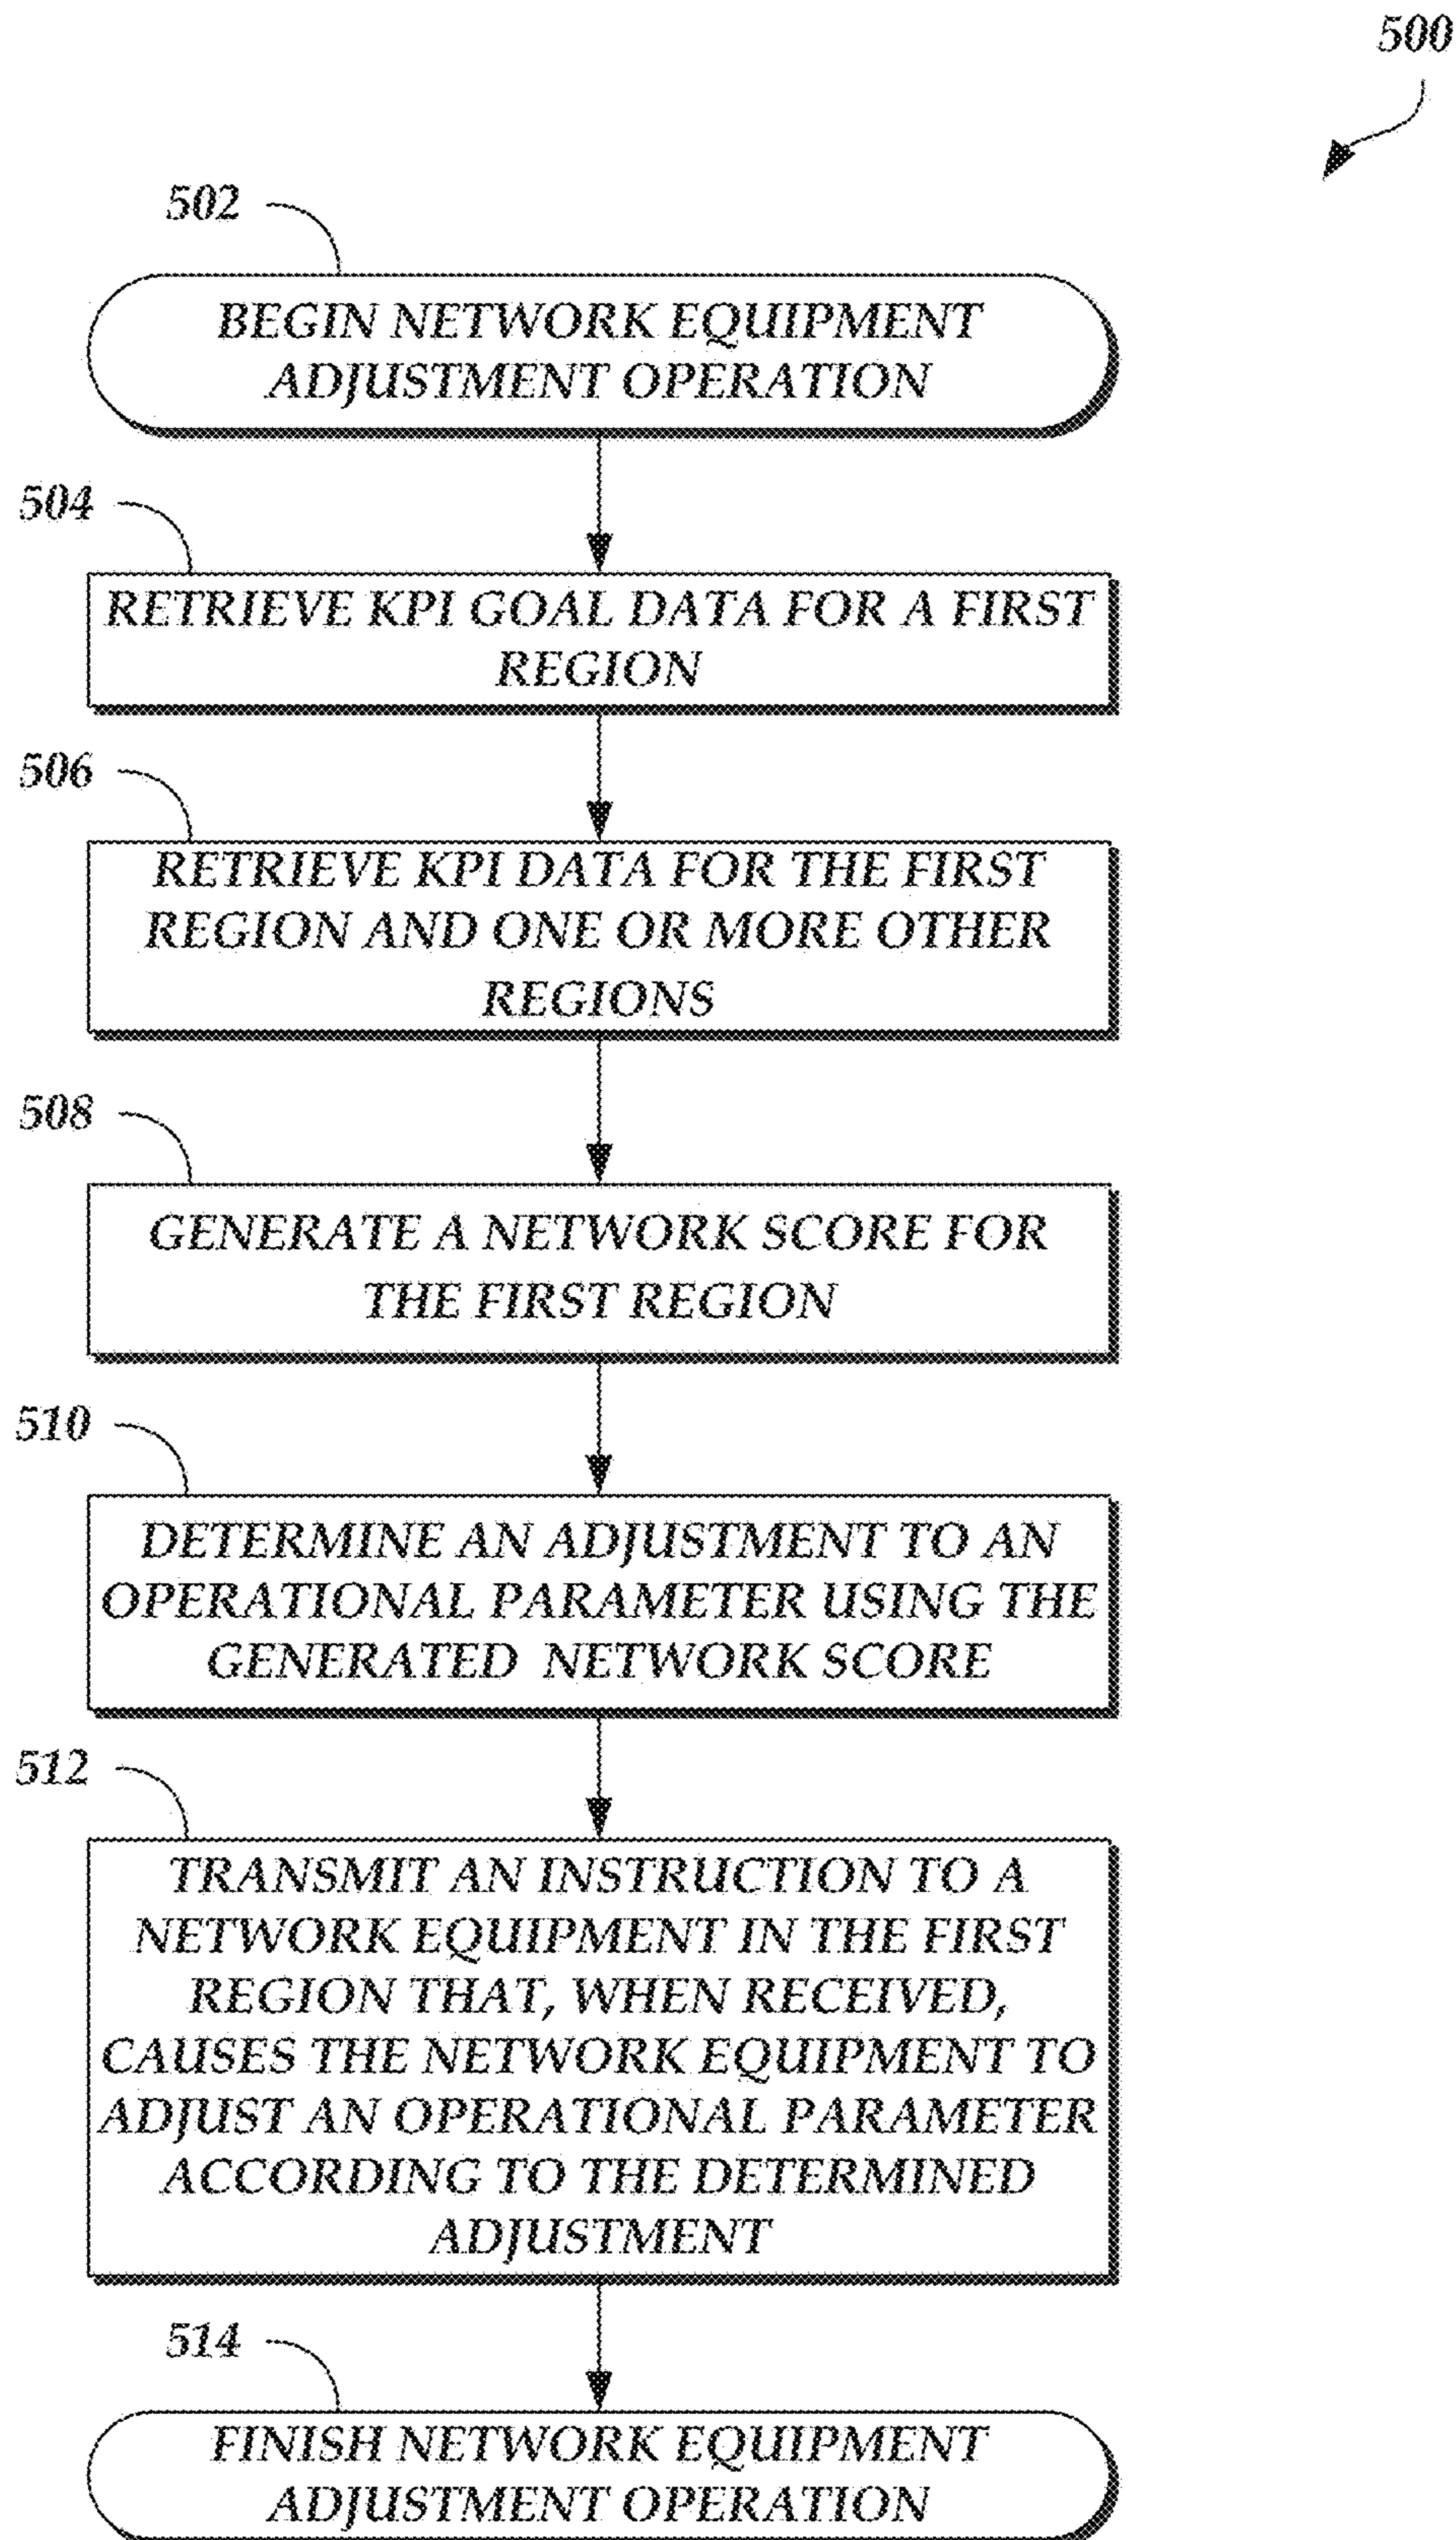 500
502
BEGIN NETWORK EQUIPMENT
ADJUSTMENT OPERATION
504
RETRIEVE KPI GOAL DATA FOR A FIRST
REGION
506
RETRIEVE KPI DATA FOR THE FIRST
REGION AND ONE OR MORE OTHER
REGIONS
508
GENERATE A NETWORK SCORE FOR
THE FIRST REGION
510
DETERMINE AN ADJUSTMENT TO AN
OPERATIONAL PARAMETER USING THE
GENERATED NETWORK SCORE
512
TRANSMIT AN INSTRUCTION TO A
NETWORK EQUIPMENT IN THE FIRST
REGION THAT, WHEN RECEIVED,
CAUSES THE NETWORK EQUIPMENT TO
ADJUST AN OPERATIONAL PARAMETER
ACCORDING TO THE DETERMINED
ADJUSTMENT
514
FINISH NETWORK EQUIPMENT
ADJUSTMENT OPERATION